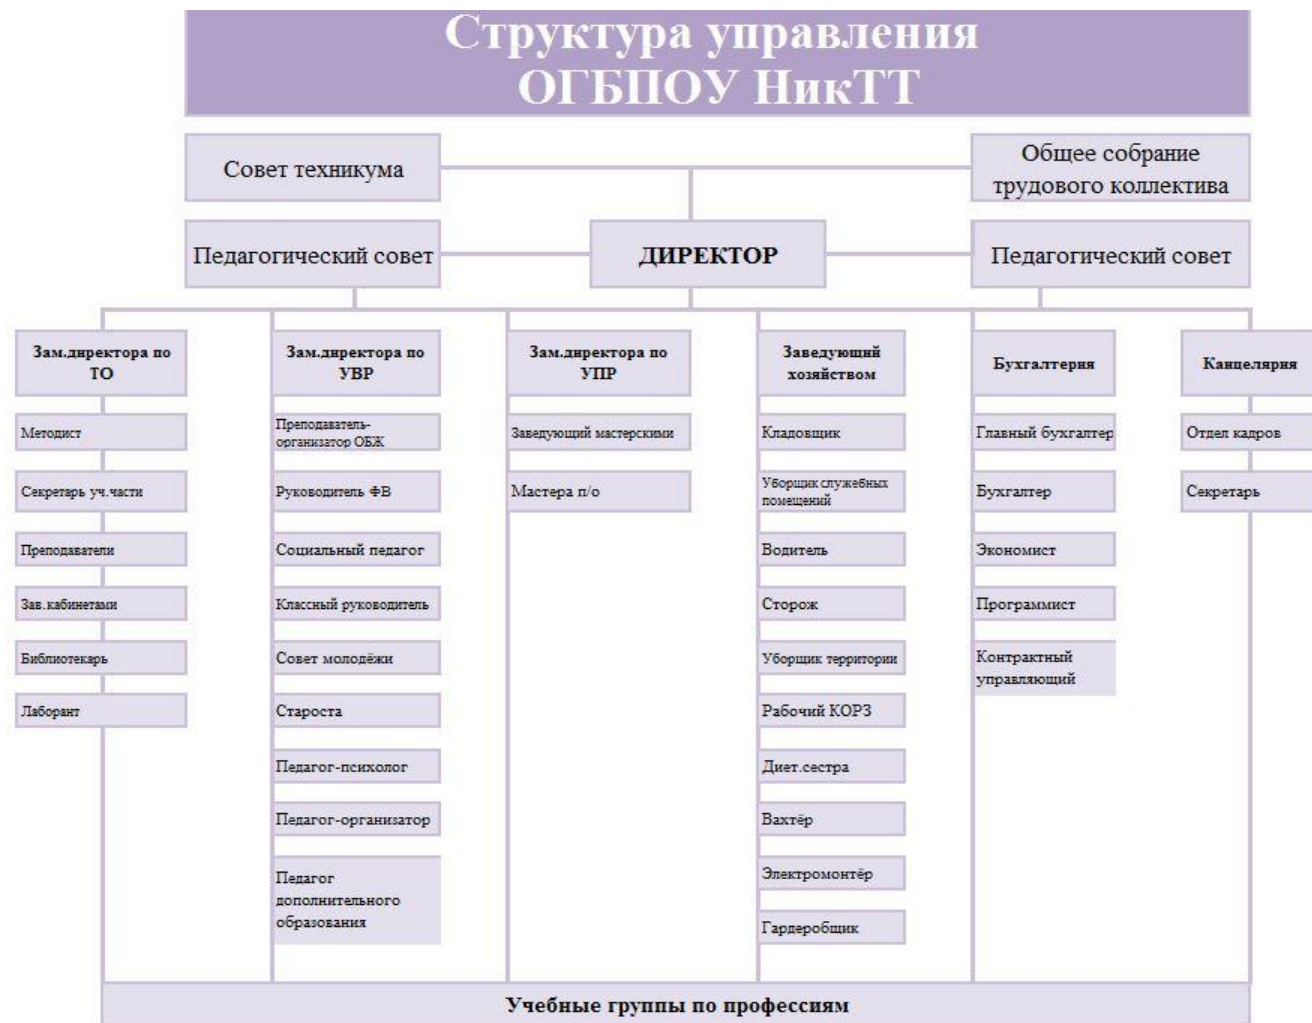 Структура управления
ОГБПОУ НикТТ
Совет техникума
Общее собрание
трудового коллектива
Педагогический совет
ДИРЕКТОР
Педагогический совет
Зам.директора по
ТО
Зам.директора по
УВР
Зам.директора по
УПР
Заведующий
хозяйством
Бухгалтерия
Канцелярия
Методист
Секретарь уч.части
Преподаватели
Зав.кабинетами
Библиотекарь
Лаборант
Преподаватель-
организатор ОБЖ
Руководитель ФВ
Социальный педагог
Классный руководитель
Совет молодёжи
Староста
Педагог-психолог
Педагог-организатор
Педагог
дополнительного
образования
Заведующий мастерскими
Мастера п/о
Кладовщик
Уборщик служебных
помещений
Водитель
Сторож
Уборщик территории
Рабочий КОРЗ
Диет.сестра
Вахтёр
Электромонтёр
Гардеробщик
Главный бухгалтер
Бухгалтер
Экономист
Программист
Контрактный
управляющий
Отдел кадров
Секретарь
Учебные группы по профессиям